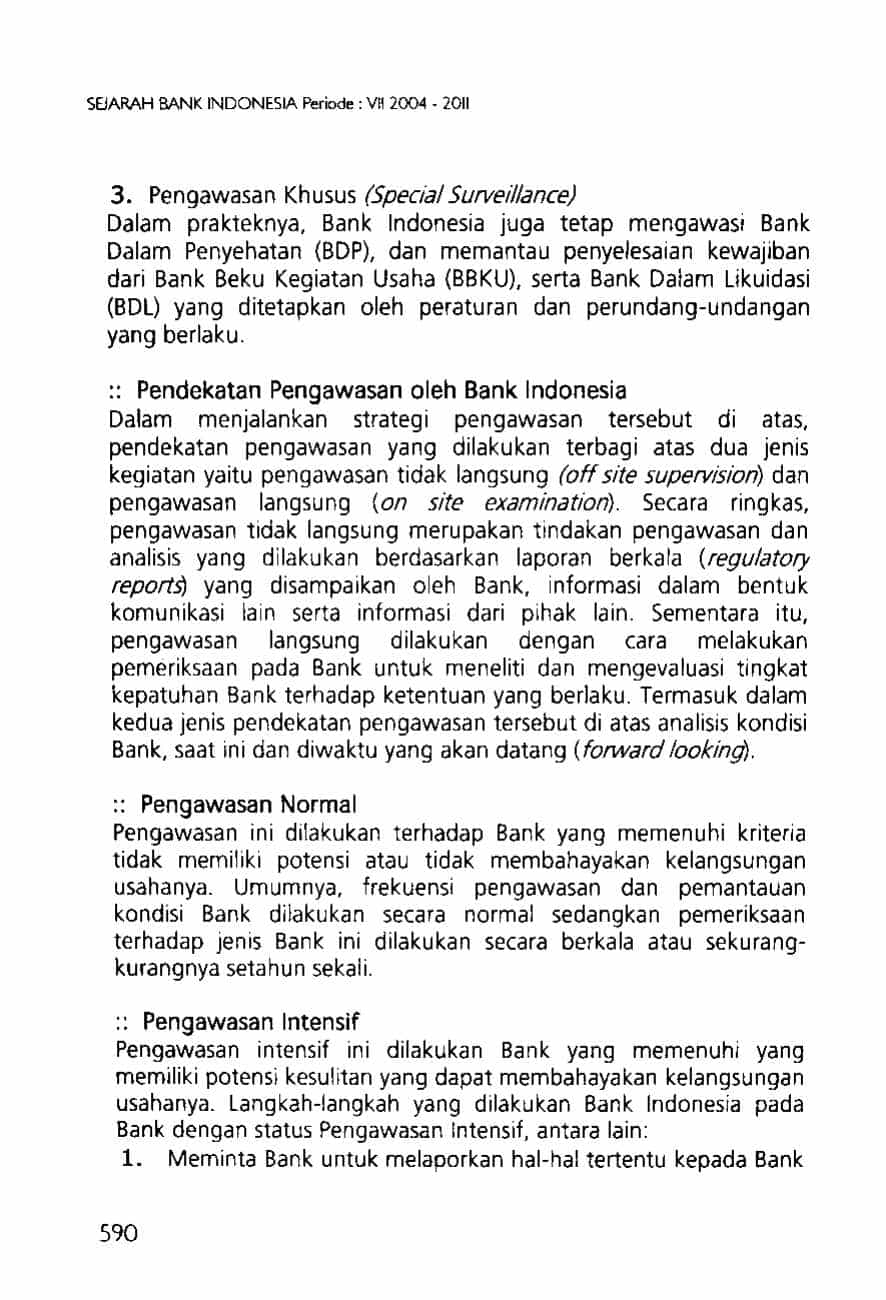 SEJARAH BANK INDONESIA Periode : VII 2004 - 2011
3. Pengawasan Khusus (Special Surveillance)
Dalam prakteknya, Bank Indonesia juga tetap mengawasi Bank
Dalam Penyehatan (BDP), dan memantau penyelesaian kewajiban
dari Bank Beku Kegiatan Usaha (BBKU), serta Bank Dalam Likuidasi
(BDL) yang ditetapkan oleh peraturan dan perundang-undangan
yang berlaku.
:: Pendekatan Pengawasan oleh Bank Indonesia
Dalam menjalankan strategi pengawasan tersebut di atas,
pendekatan pengawasan yang dilakukan terbagi atas dua jenis
kegiatan yaitu pengawasan tidak langsung (off site supervision) dan
pengawasan langsung (on site examination). Secara ringkas,
pengawasan tidak langsung merupakan tindakan pengawasan dan
analisis yang dilakukan berdasarkan laporan berkala (regulatory
reports) yang disampaikan oleh Bank, informasi dalam bentuk
komunikasi lain serta informasi dari pihak lain. Sementara itu,
pengawasan langsung dilakukan dengan cara melakukan
pemeriksaan pada Bank untuk meneliti dan mengevaluasi tingkat
kepatuhan Bank terhadap ketentuan yang berlaku. Termasuk dalam
kedua jenis pendekatan pengawasan tersebut di atas analisis kondisi
Bank, saat ini dan diwaktu yang akan datang (forward looking).
:: Pengawasan Normal
Pengawasan ini dilakukan terhadap Bank yang memenuhi kriteria
tidak memiliki potensi atau tidak membahayakan kelangsungan
usahanya. Umumnya, frekuensi pengawasan dan pemantauan
kondisi Bank dilakukan secara normal sedangkan pemeriksaan
terhadap jenis Bank ini dilakukan secara berkala atau sekurang-
kurangnya setahun sekali.
:: Pengawasan Intensif
Pengawasan intensif ini dilakukan Bank yang memenuhi yang
memiliki potensi kesulitan yang dapat membahayakan kelangsungan
usahanya. Langkah-langkah yang dilakukan Bank Indonesia pada
Bank dengan status Pengawasan Intensif, antara lain:
1. Meminta Bank untuk melaporkan hal-hal tertentu kepada Bank
590